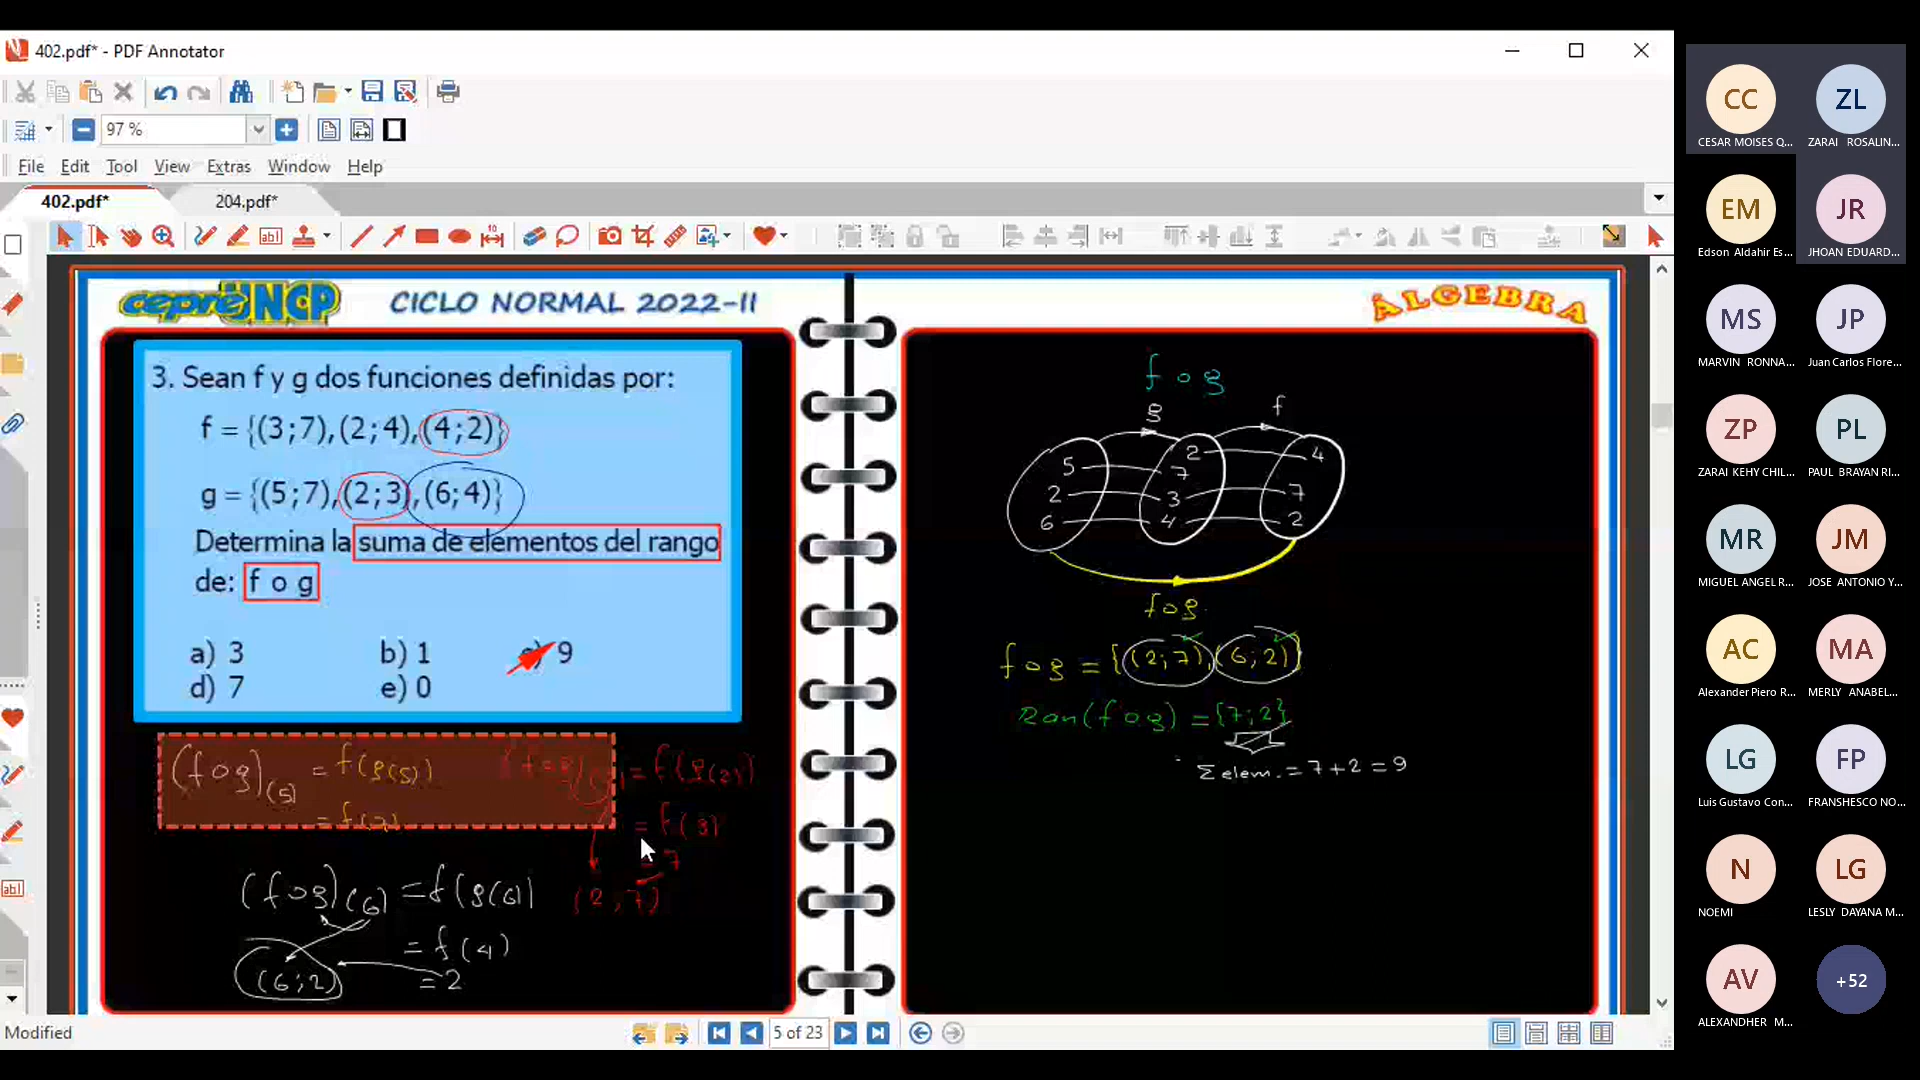 402.pdf* - PDF Annotator
97 %
File Edit Tool View Extras Window Help
402.pdf* 204.pdf*
cepreUNCP CICLO NORMAL 2022-II
3. Sean f y g dos funciones definidas por:
f = {(3;7),(2;4),(4;2)}
g = {(5;7),(2;3),(6;4)}
Determina la suma de elementos del rango
de: f o g
a) 3 b) 1 c) 9
d) 7 e) 0
(f o g)(5) = f(g(5))
= f(7)
= f(g(2))
= f(3)
= 7
(2;7)
(f o g)(6) = f(g(6))
= f(4)
= 2
(6;2)
ALGEBRA
f o g
g f
5 2 7 4
2 3 7
6 4 2
f o g
f o g = {(2;7),(6;2)}
Ran(f o g) = {7;2}
Σ elem. = 7 + 2 = 9
Modified
5 of 23
CC ZL
CESAR MOISES Q... ZARAI ROSALIN...
EM JR
Edson Aldahir Es... JHOAN EDUARD...
MS JP
MARVIN RONNA... Juan Carlos Flore...
ZP PL
ZARAI KEHY CHIL... PAUL BRAYAN RI...
MR JM
MIGUEL ANGEL R... JOSE ANTONIO Y...
AC MA
Alexander Piero R... MERLY ANABEL...
LG FP
Luis Gustavo Con... FRANSHESCO NO...
N LG
NOEMI LESLY DAYANA M...
AV +52
ALEXANDHER M...